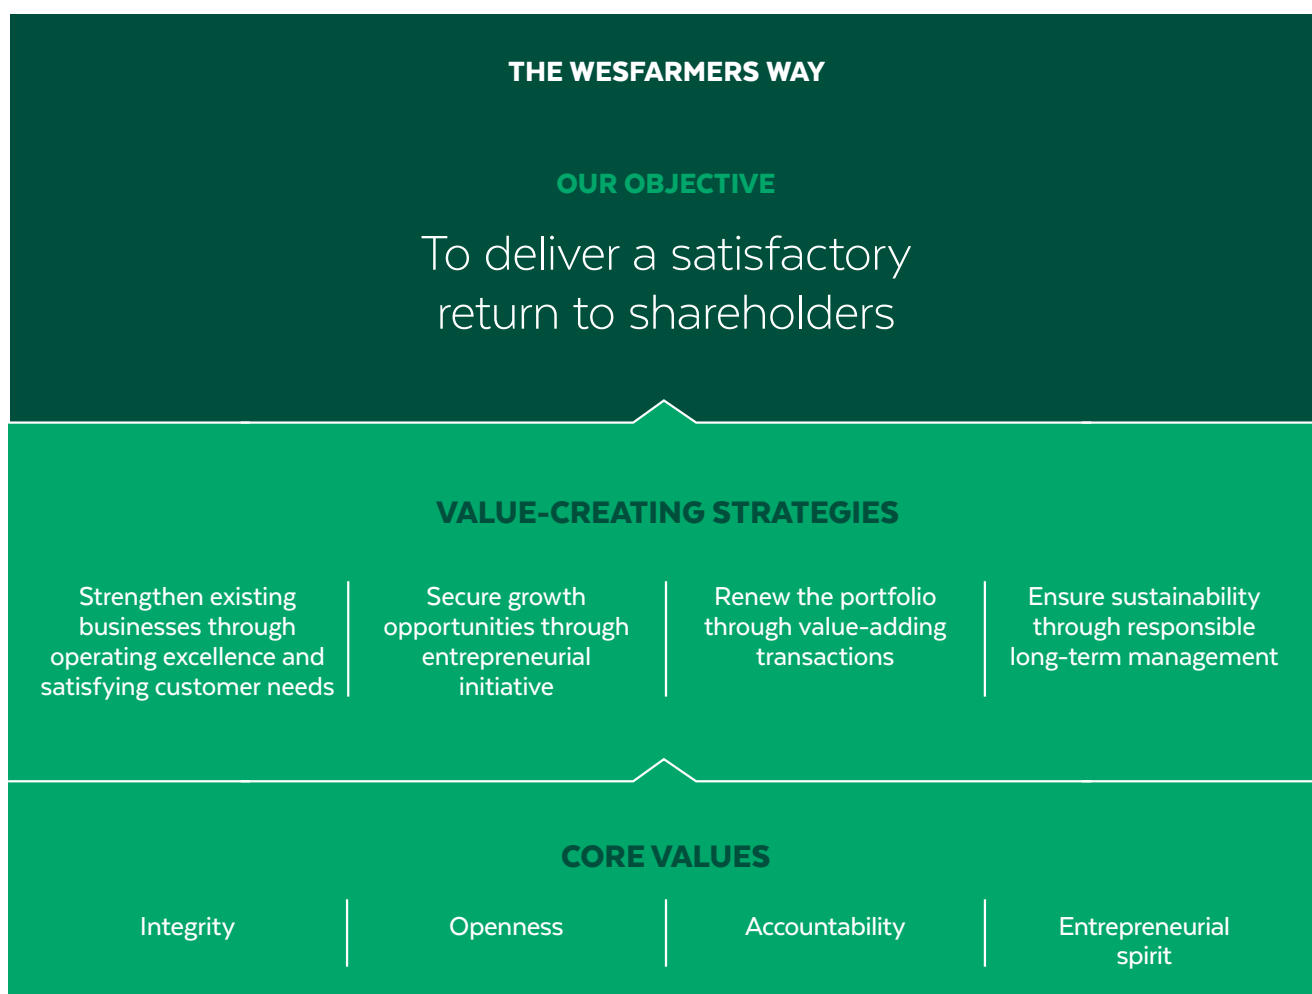 THE WESFARMERS WAY
OUR OBJECTIVE
To deliver a satisfactory
return to shareholders
VALUE-CREATING STRATEGIES
Strengthen existing
businesses through
operating excellence and
satisfying customer needs
Secure growth
opportunities through
entrepreneurial
initiative
Renew the portfolio
through value-adding
transactions
Ensure sustainability
through responsible
long-term management
CORE VALUES
Integrity
Openness
Accountability
Entrepreneurial
spirit